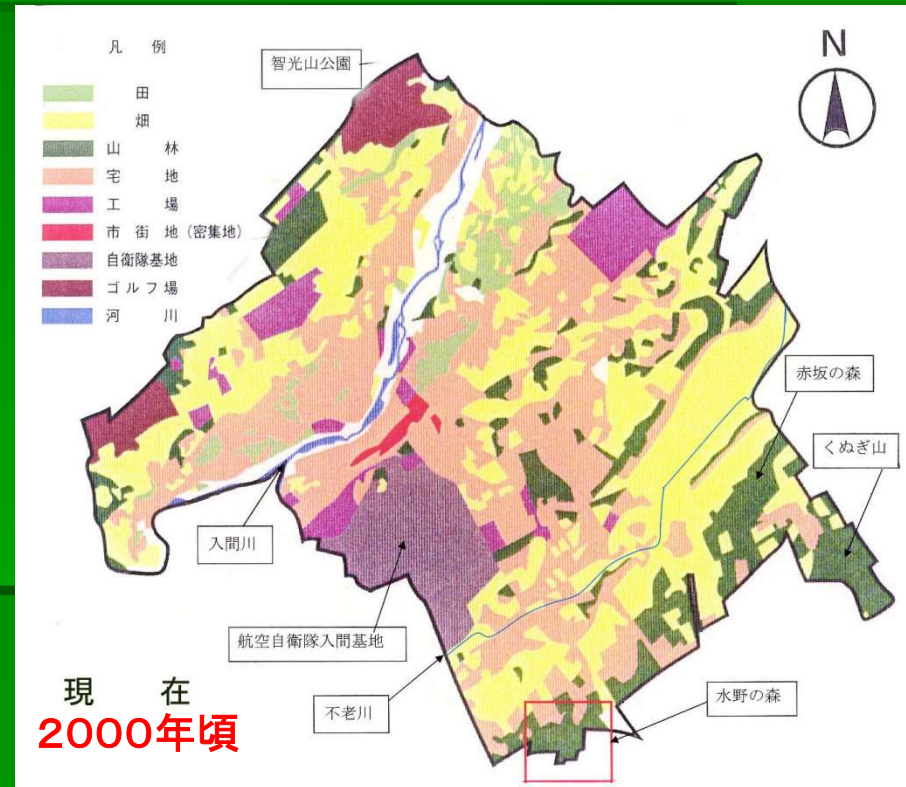 凡 例
田
畑
山 林
宅 地
工 場
市 街 地 (密集地)
自衛隊基地
ゴルフ場
河 川
智光山公園
N
赤坂の森
くぬぎ山
入間川
航空自衛隊入間基地
不老川
水野の森
現 在
2000年頃